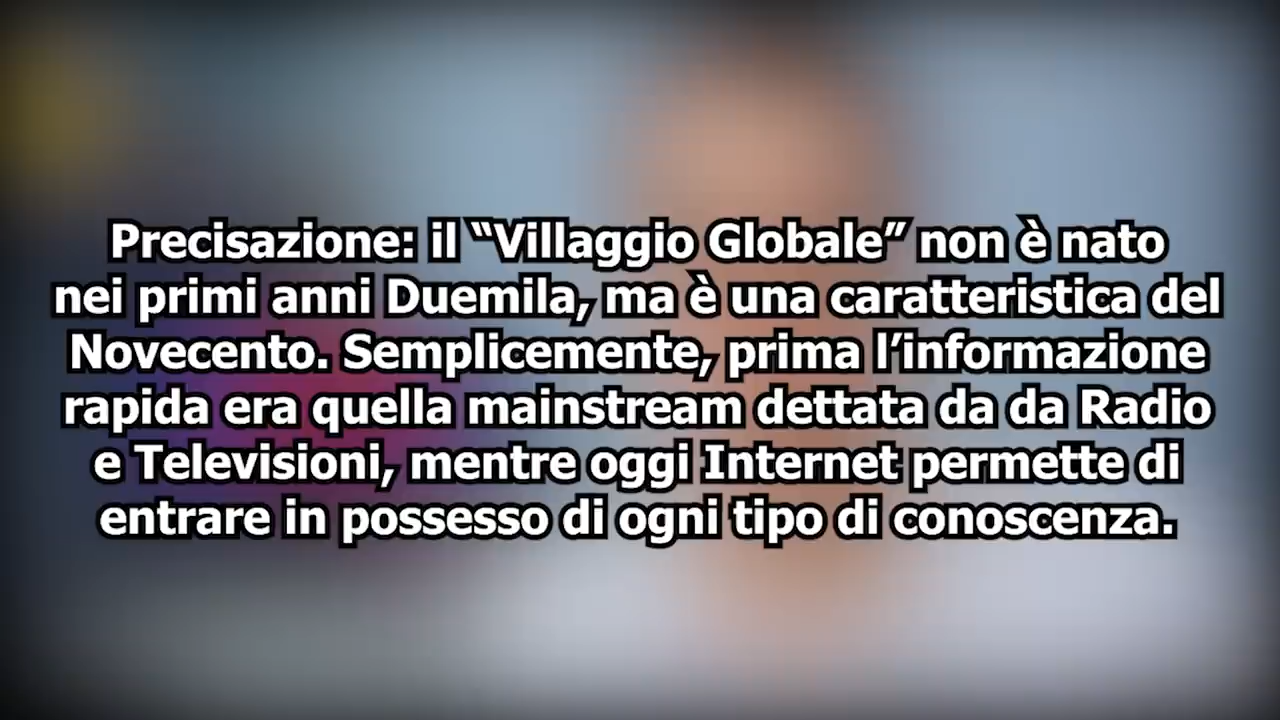 Precisazione: il “Villaggio Globale” non è nato
nei primi anni Duemila, ma è una caratteristica del
Novecento. Semplicemente, prima l’informazione
rapida era quella mainstream dettata da da Radio
e Televisioni, mentre oggi Internet permette di
entrare in possesso di ogni tipo di conoscenza.